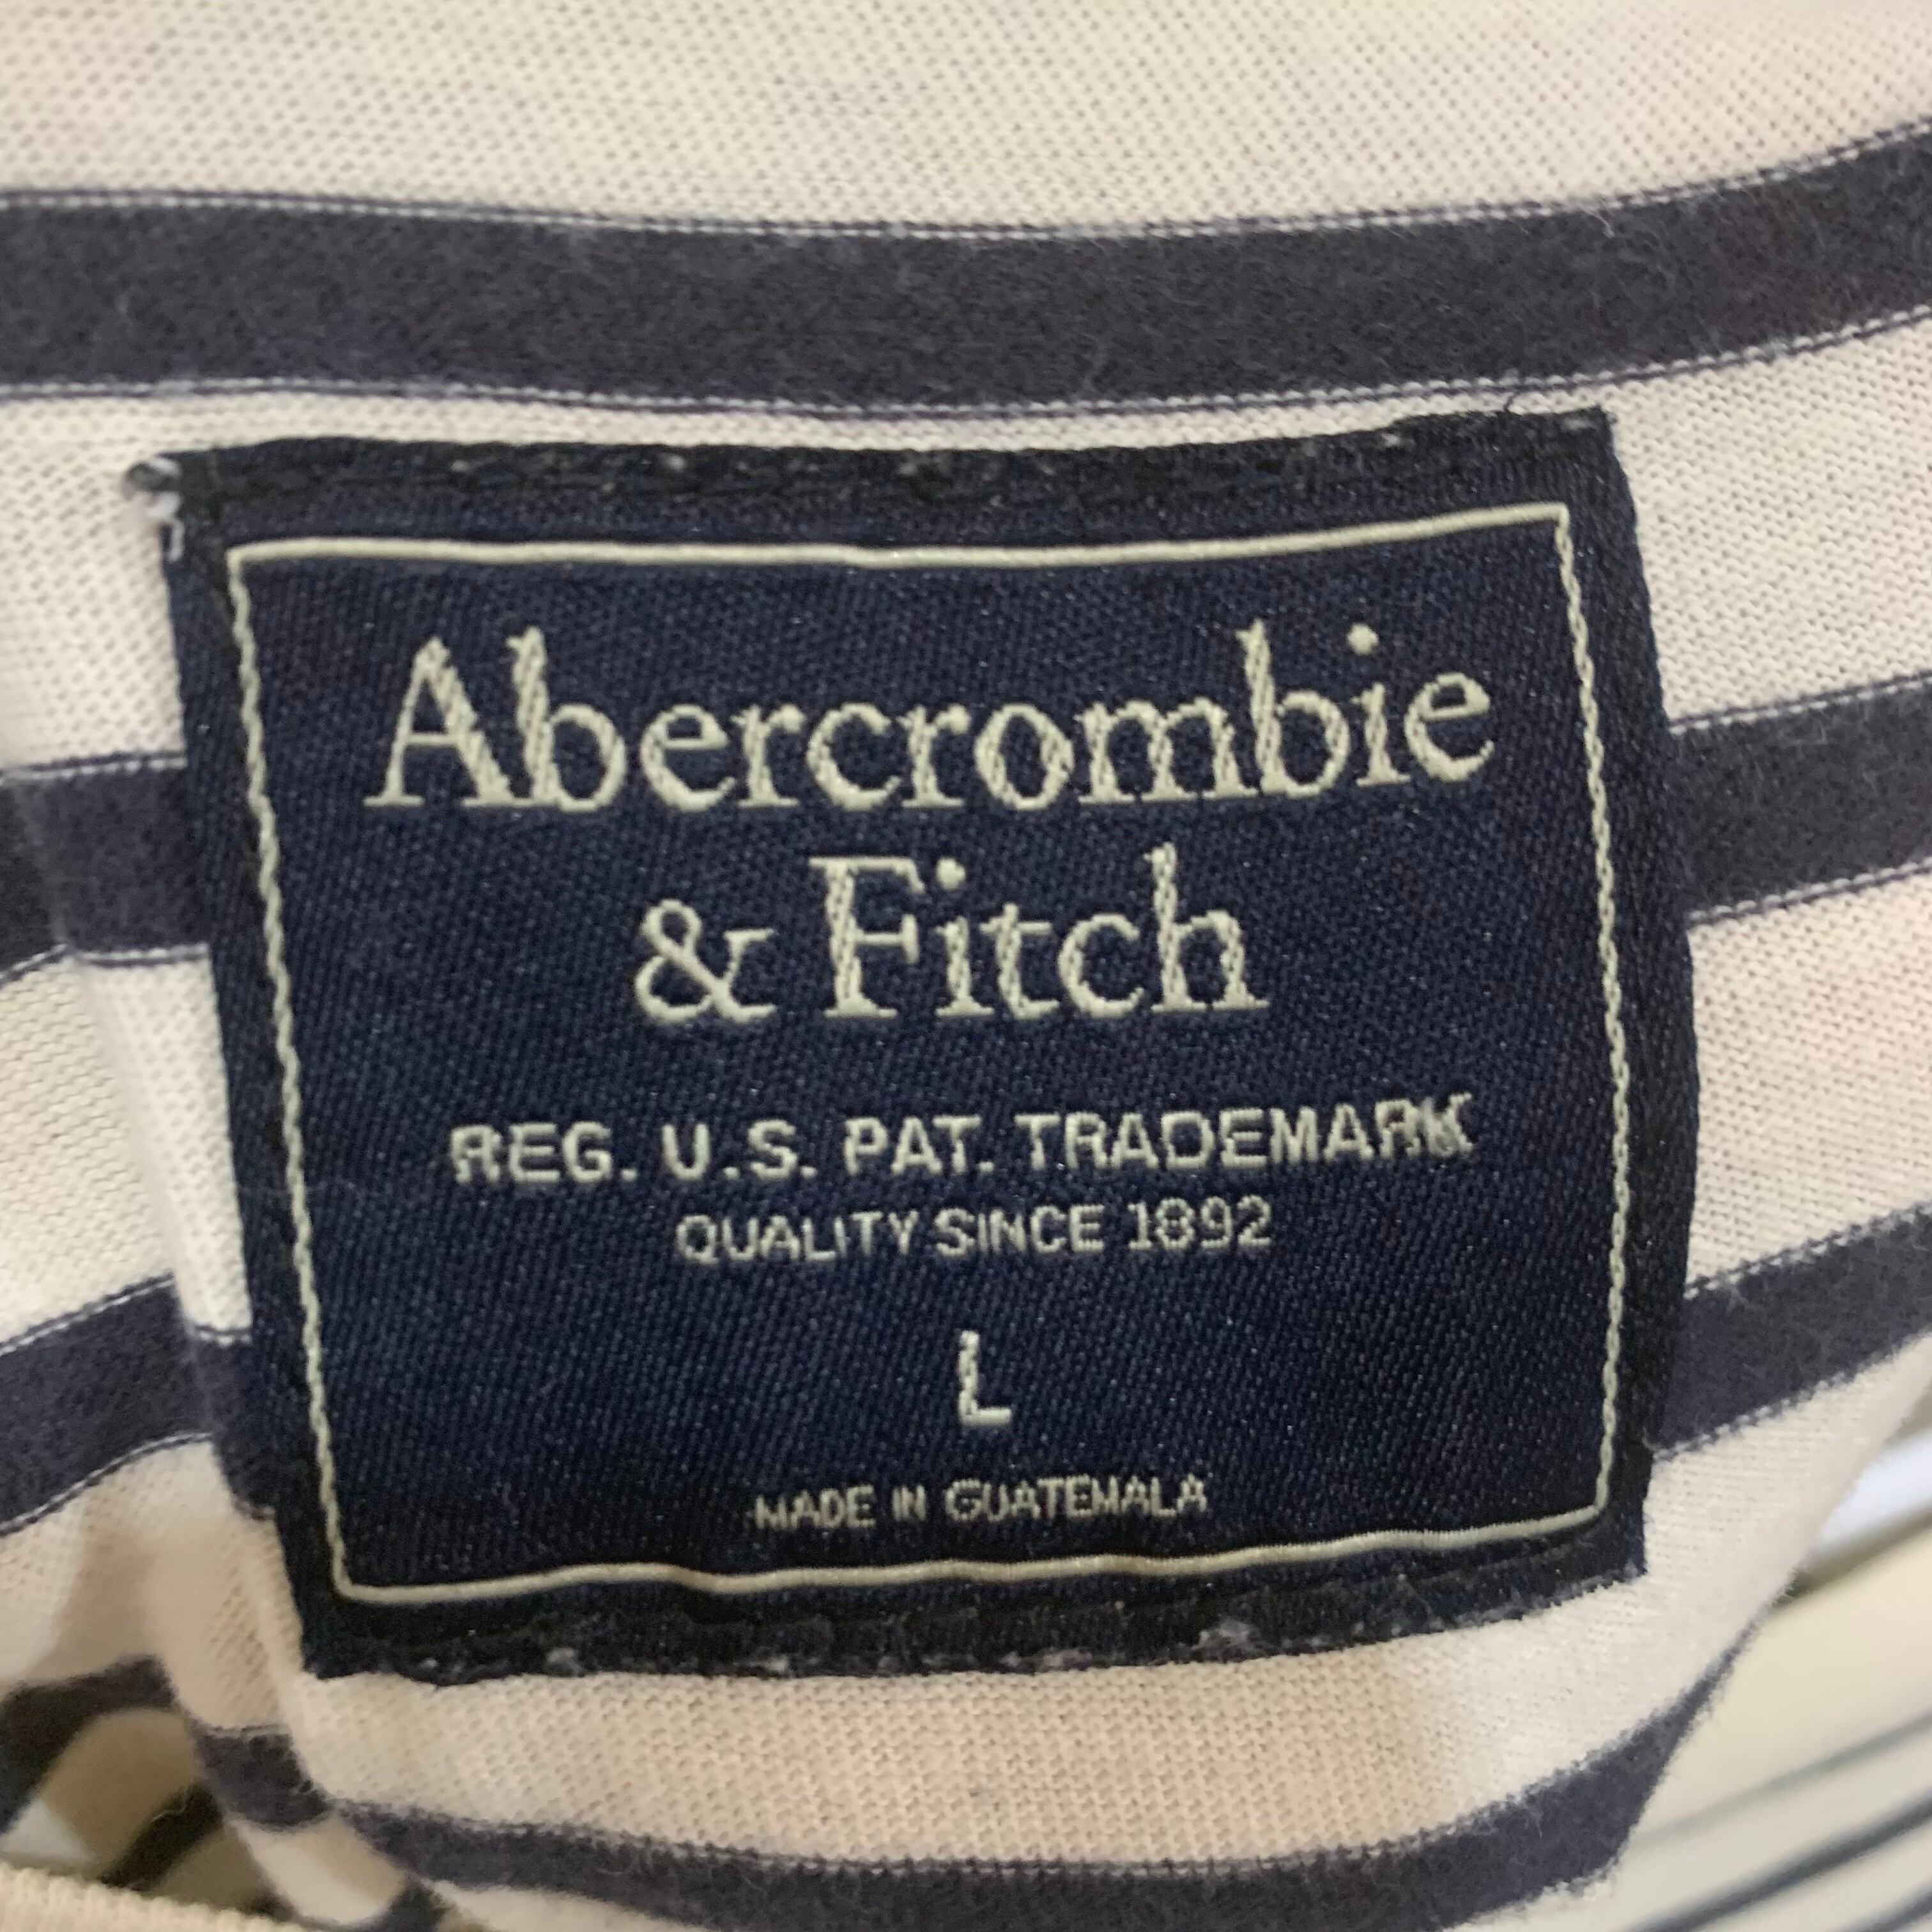 Abercrombie
& Fitch
REG. U.S. PAT. TRADEMARK
QUALITY SINCE 1892
L
MADE IN GUATEMALA